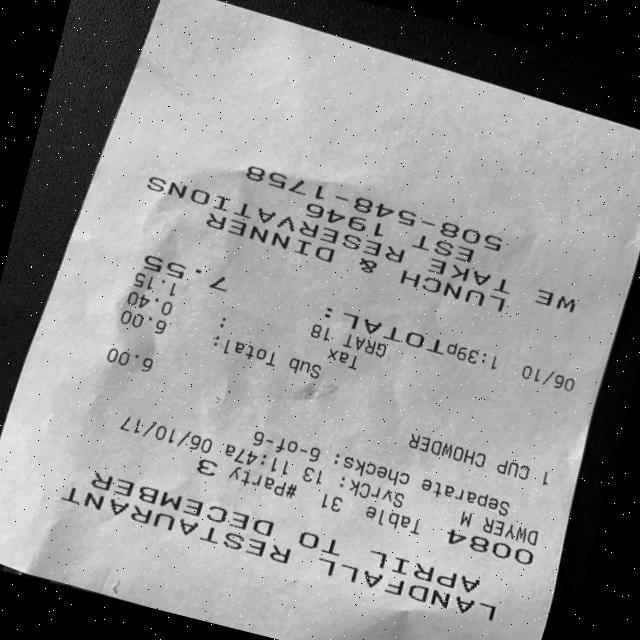 LANDFALL RESTAURANT
APRIL TO DECEMBER
0084 Table 31 #Party 3
DWYER M SvrCk: 13 11:47a 06/10/17
Separate checks: 6-of-6
1 CUP CHOWDER 6.00
Sub Total: 6.00
Tax : 0.40
GRAT 18 1.15
06/10 1:39pTOTAL: 7.55
LUNCH & DINNER
WE TAKE RESERVATIONS
EST 1946
508-548-1758